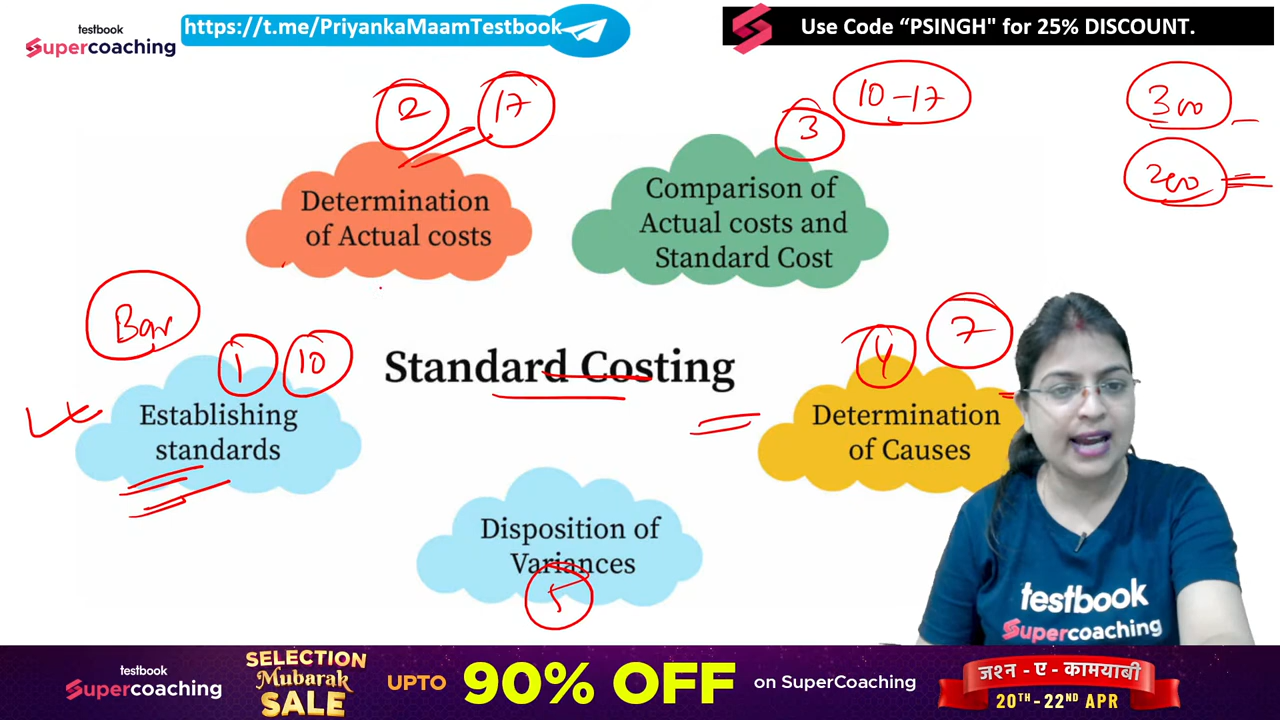 testbook
Supercoaching
https://t.me/PriyankaMaamTestbook
Use Code “PSINGH" for 25% DISCOUNT.
2
17
3
10-17
300
200
Determination
of Actual costs
Comparison of
Actual costs and
Standard Cost
1
10
Standard Costing
4
7
Establishing
standards
Determination
of Causes
Disposition of
Variances
5
testbook
Supercoaching
testbook
Supercoaching
SELECTION
Mubarak
SALE
UPTO 90% OFF on SuperCoaching
जश्न - ए - कामयाबी
20TH - 22ND APR